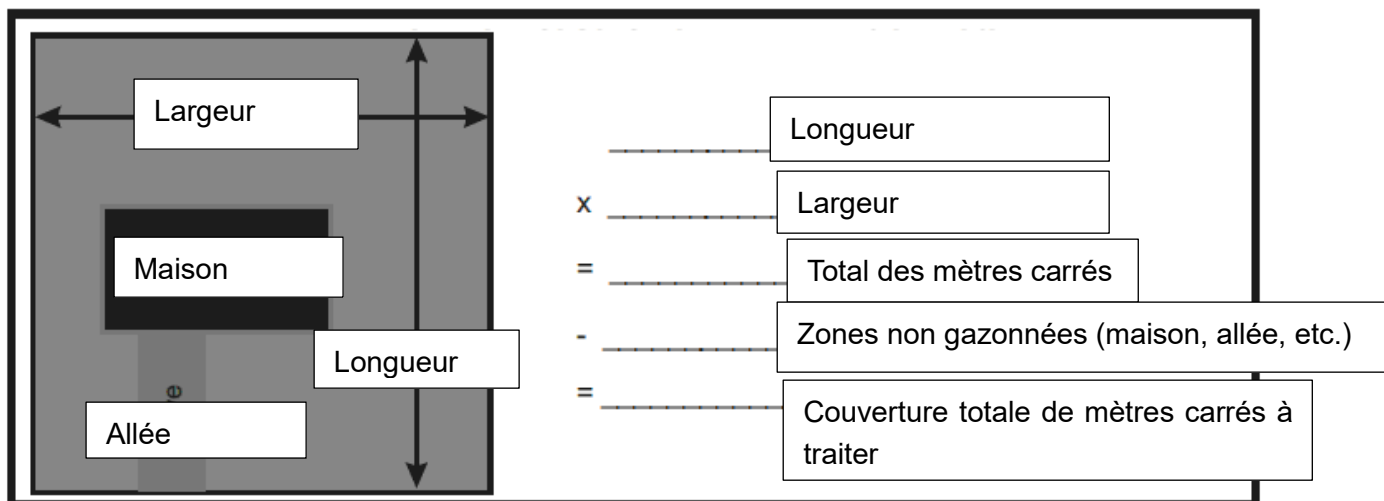 Largeur
Maison
Longueur
Allée
Longueur
x Largeur
= Total des mètres carrés
- Zones non gazonnées (maison, allée, etc.)
= Couverture totale de mètres carrés à
traiter